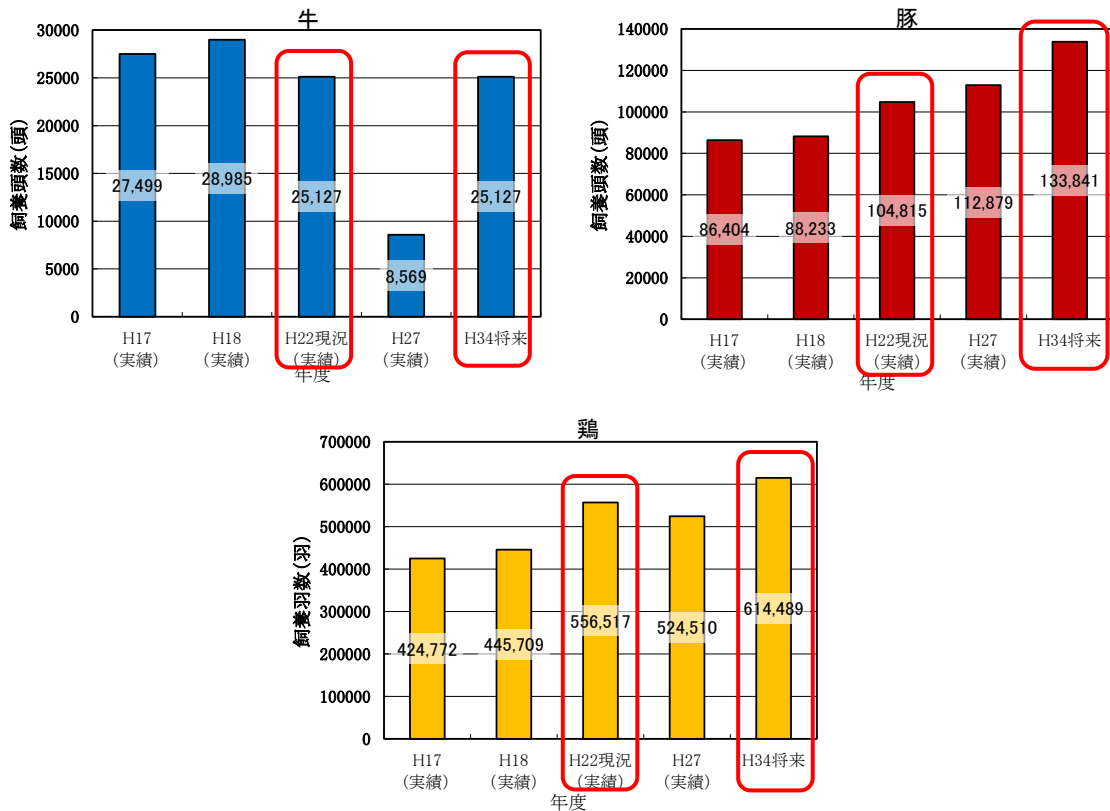 牛
飼養頭数(頭)
30000
25000
20000
15000
10000
5000
0
27,499
28,985
25,127
8,569
25,127
H17 H18 H22現況 H27 H34将来
(実績) (実績) (実績) (実績)
年度
豚
飼養頭数(頭)
140000
120000
100000
80000
60000
40000
20000
0
86,404
88,233
104,815
112,879
133,841
H17 H18 H22現況 H27 H34将来
(実績) (実績) (実績) (実績)
年度
鶏
飼養羽数(羽)
700000
600000
500000
400000
300000
200000
100000
0
424,772
445,709
556,517
524,510
614,489
H17 H18 H22現況 H27 H34将来
(実績) (実績) (実績) (実績)
年度